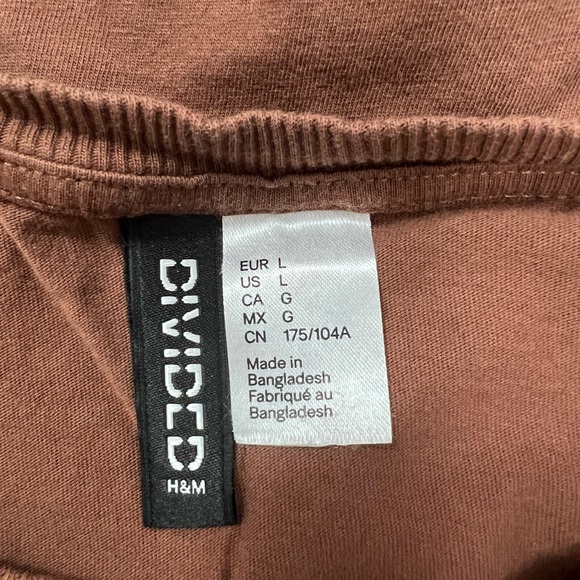 DIVIDED
H&M
EUR L
US L
CA G
MX G
CN 175/104A
Made in
Bangladesh
Fabriqué au
Bangladesh